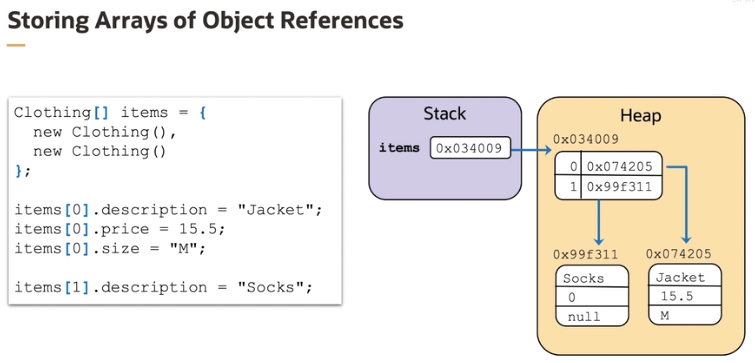 Storing Arrays of Object References
Clothing[] items = {
new Clothing(),
new Clothing()
};
items[0].description = "Jacket";
items[0].price = 15.5;
items[0].size = "M";
items[1].description = "Socks";
Stack
items 0x034009
Heap
0x034009
0 0x074205
1 0x99f311
0x99f311
Socks
0
null
0x074205
Jacket
15.5
M